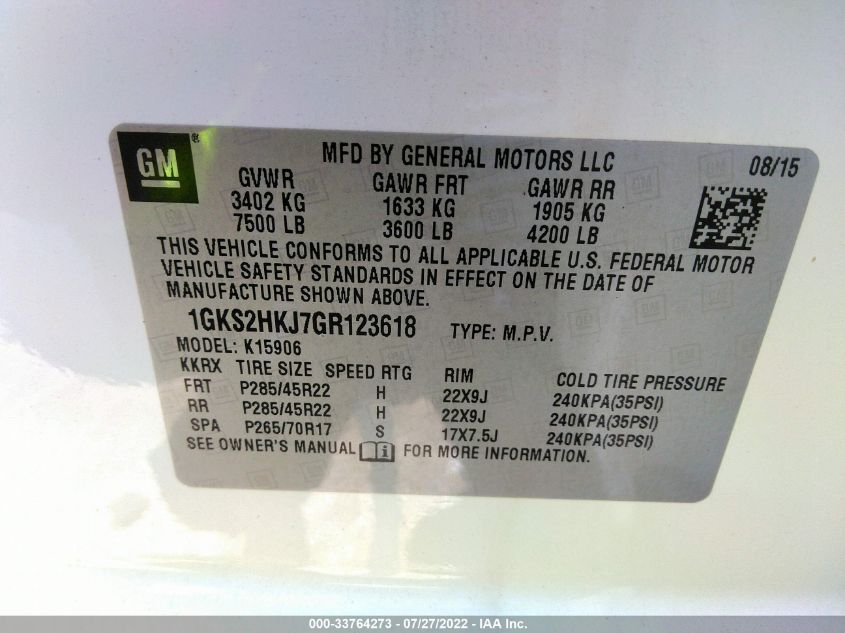 GM
MFD BY GENERAL MOTORS LLC 08/15
GVWR GAWR FRT GAWR RR
3402 KG 1633 KG 1905 KG
7500 LB 3600 LB 4200 LB
THIS VEHICLE CONFORMS TO ALL APPLICABLE U.S. FEDERAL MOTOR
VEHICLE SAFETY STANDARDS IN EFFECT ON THE DATE OF
MANUFACTURE SHOWN ABOVE.
1GKS2HKJ7GR123618 TYPE: M.P.V.
MODEL: K15906
KKRX TIRE SIZE SPEED RTG RIM COLD TIRE PRESSURE
FRT P285/45R22 H 22X9J 240KPA(35PSI)
RR P285/45R22 H 22X9J 240KPA(35PSI)
SPA P265/70R17 S 17X7.5J 240KPA(35PSI)
SEE OWNER'S MANUAL FOR MORE INFORMATION.
000-33764273 - 07/27/2022 - IAA Inc.